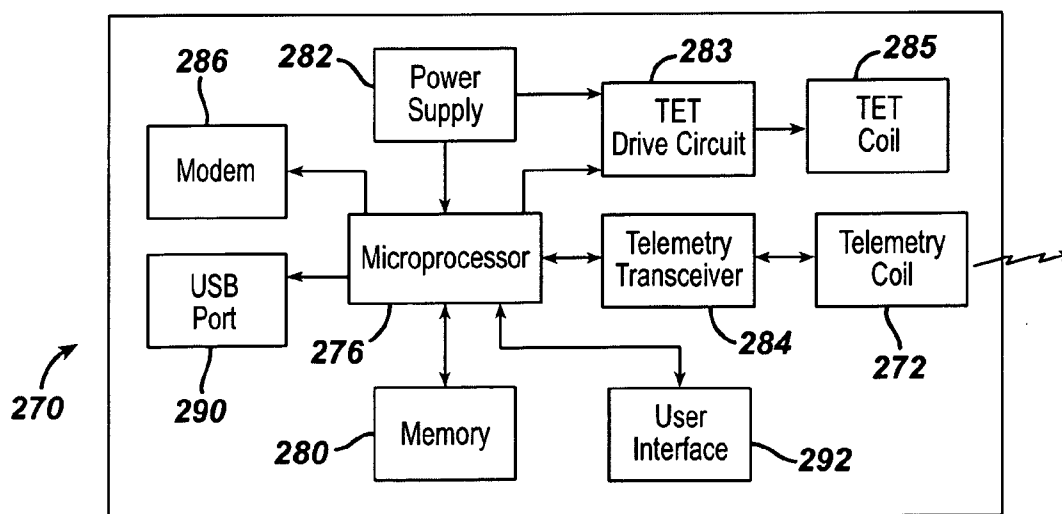 282
283
285
286
Power
Supply
TET
Drive Circuit
TET
Coil
Modem
Microprocessor
Telemetry
Transceiver
Telemetry
Coil
USB
Port
276
284
272
270
290
280
Memory
User
Interface
292